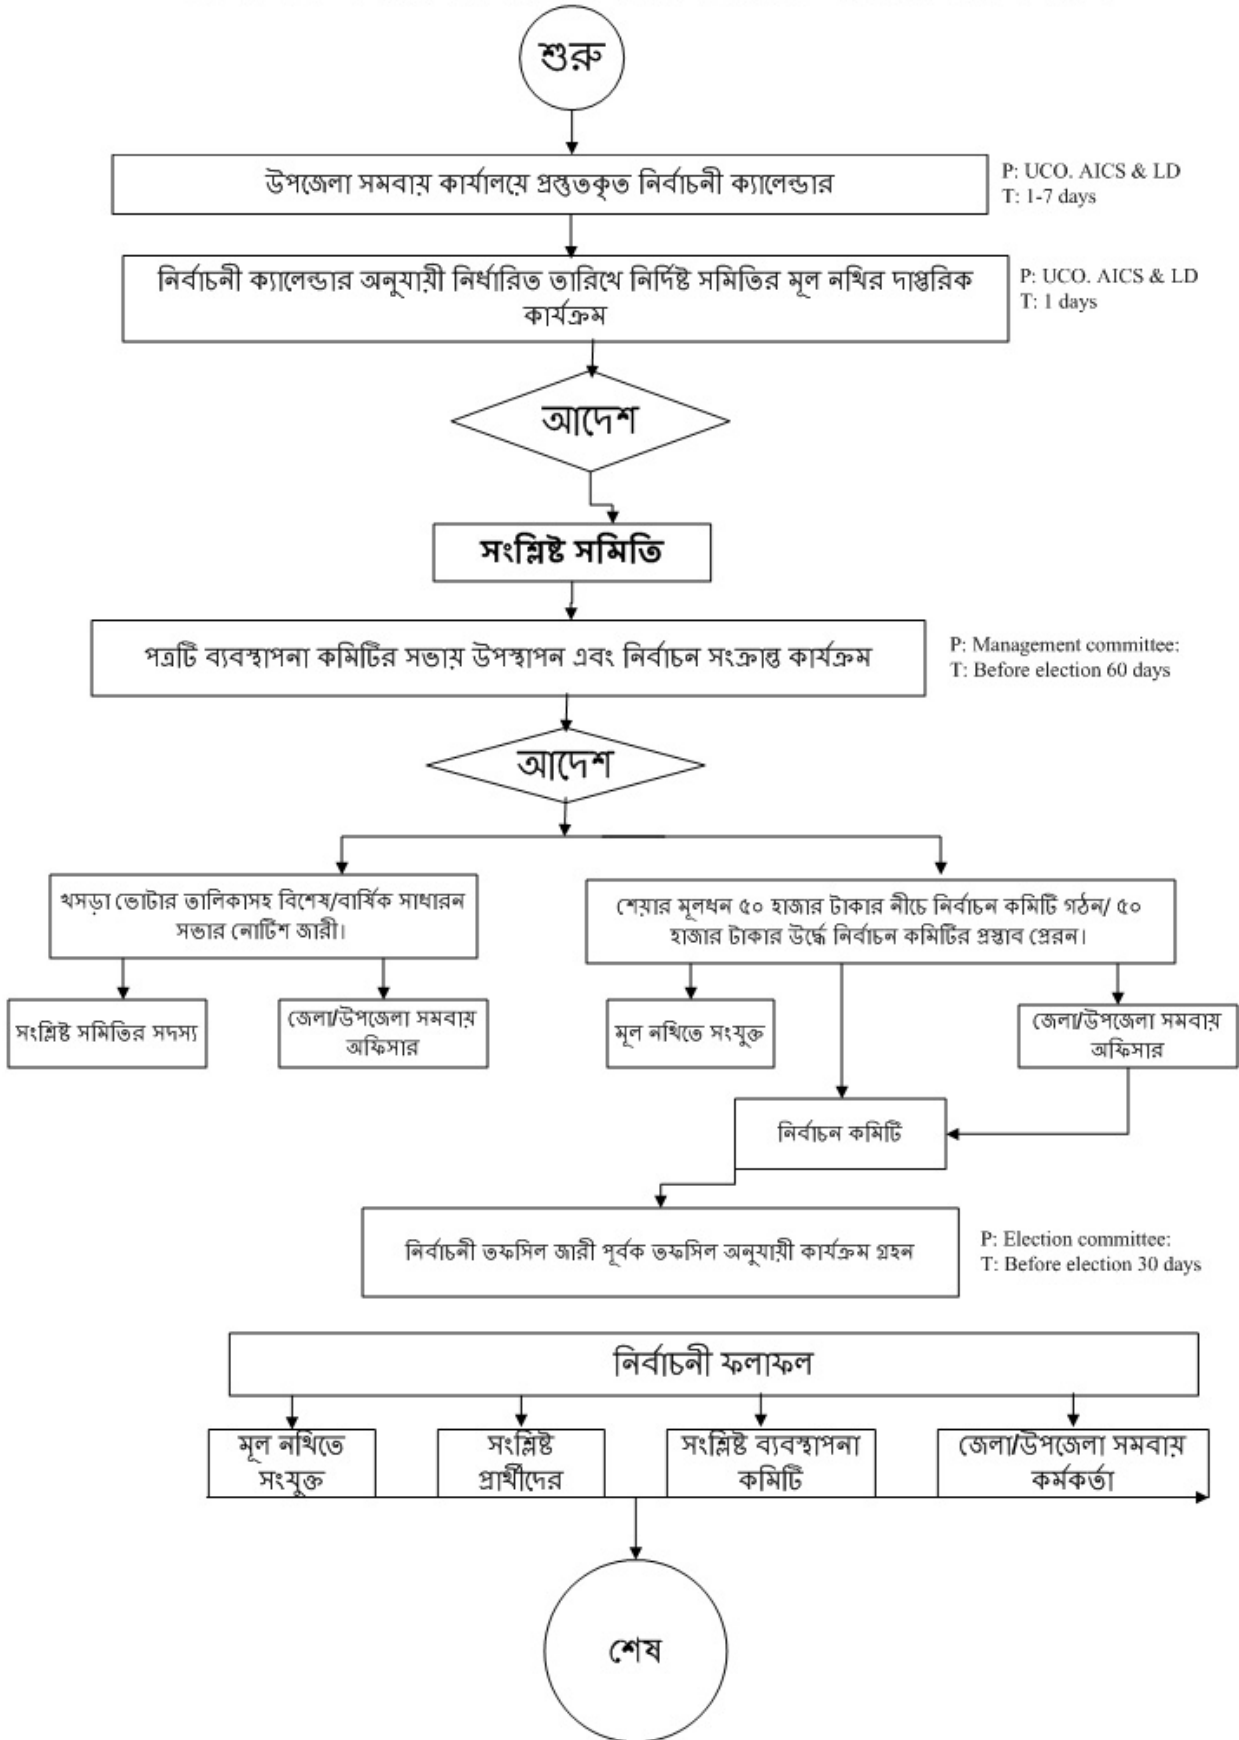 শুরু
উপজেলা সমবায় কার্যালয়ে প্রস্তুতকৃত নির্বাচনী ক্যালেন্ডার
P: UCO. AICS & LD
T: 1-7 days
নির্বাচনী ক্যালেন্ডার অনুযায়ী নির্ধারিত তারিখে নির্দিষ্ট সমিতির মূল নথির দাপ্তরিক
কার্যক্রম
P: UCO. AICS & LD
T: 1 days
আদেশ
সংশ্লিষ্ট সমিতি
পত্রটি ব্যবস্থাপনা কমিটির সভায় উপস্থাপন এবং নির্বাচন সংক্রান্ত কার্যক্রম
P: Management committee:
T: Before election 60 days
আদেশ
খসড়া ভোটার তালিকাসহ বিশেষ/বার্ষিক সাধারন
সভার নোটিশ জারী।
শেয়ার মূলধন ৫০ হাজার টাকার নীচে নির্বাচন কমিটি গঠন/ ৫০
হাজার টাকার উর্দ্ধে নির্বাচন কমিটির প্রস্তাব প্রেরন।
সংশ্লিষ্ট সমিতির সদস্য
জেলা/উপজেলা সমবায়
অফিসার
মূল নথিতে সংযুক্ত
জেলা/উপজেলা সমবায়
অফিসার
নির্বাচন কমিটি
নির্বাচনী তফসিল জারী পূর্বক তফসিল অনুযায়ী কার্যক্রম গ্রহন
P: Election committee:
T: Before election 30 days
নির্বাচনী ফলাফল
মূল নথিতে
সংযুক্ত
সংশ্লিষ্ট
প্রার্থীদের
সংশ্লিষ্ট ব্যবস্থাপনা
কমিটি
জেলা/উপজেলা সমবায়
কর্মকর্তা
শেষ